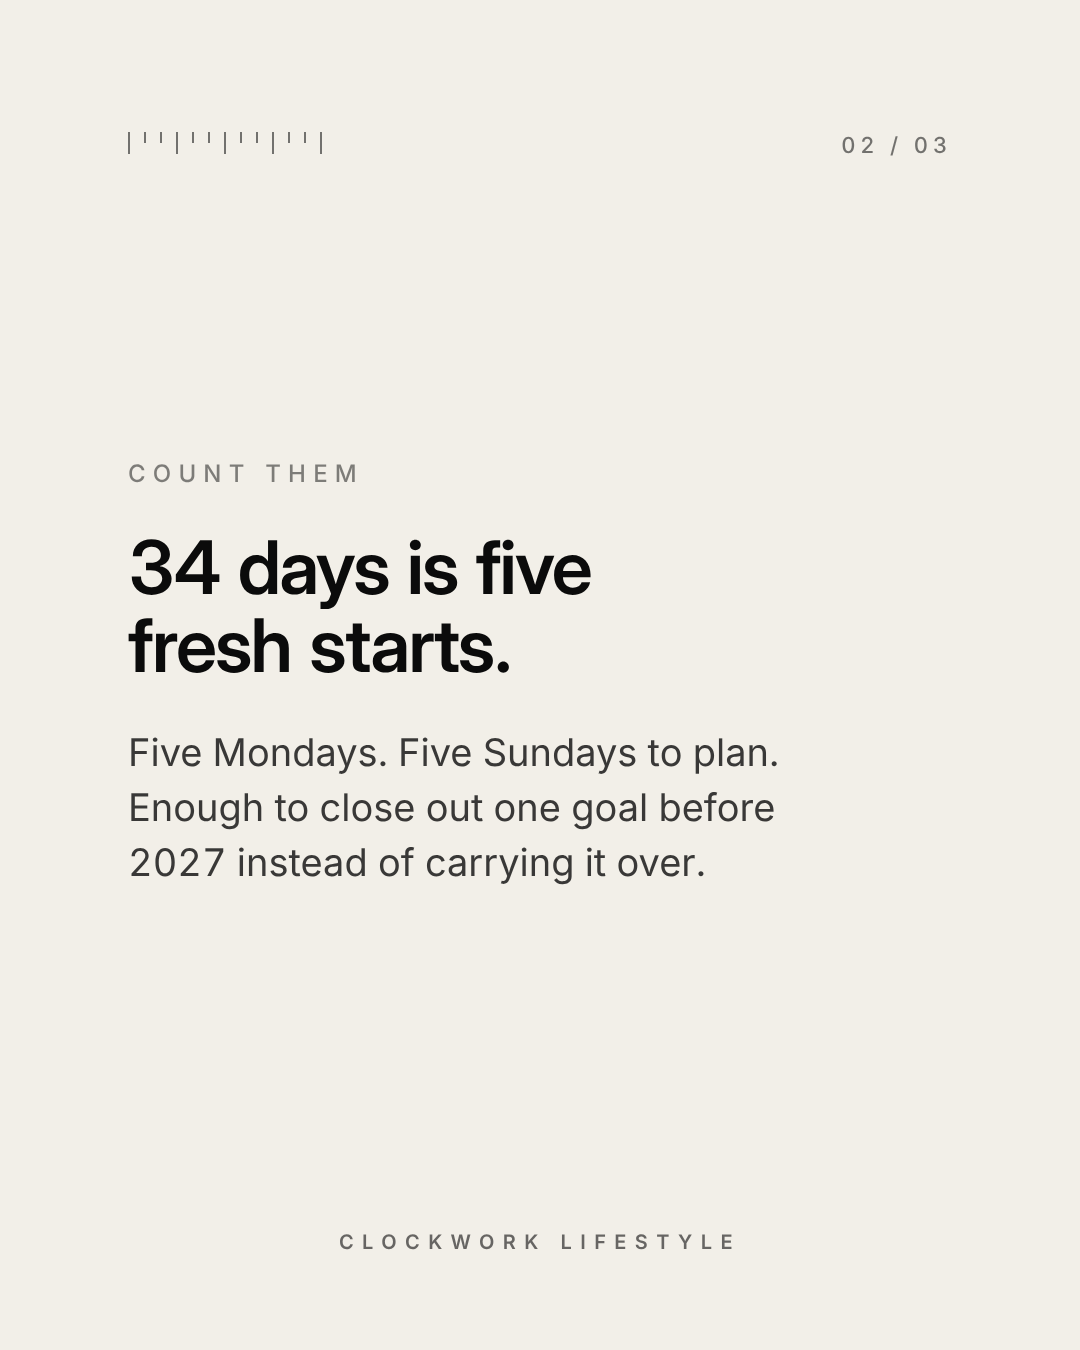 02 / 03
COUNT THEM
34 days is five
fresh starts.
Five Mondays. Five Sundays to plan.
Enough to close out one goal before
2027 instead of carrying it over.
CLOCKWORK LIFESTYLE